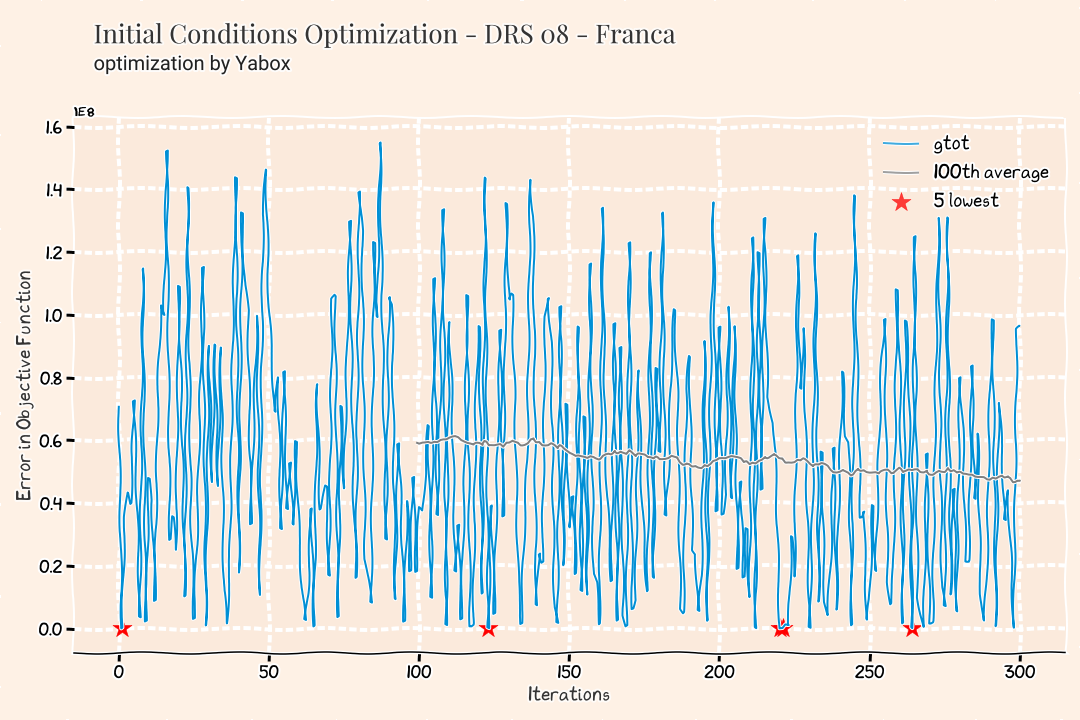 Initial Conditions Optimization - DRS 08 - Franca
optimization by Yabox
1E8
1.6
1.4
1.2
1.0
0.8
0.6
0.4
0.2
0.0
Error in Objective Function
gtot
100th average
5 lowest
0 50 100 150 200 250 300
Iterations